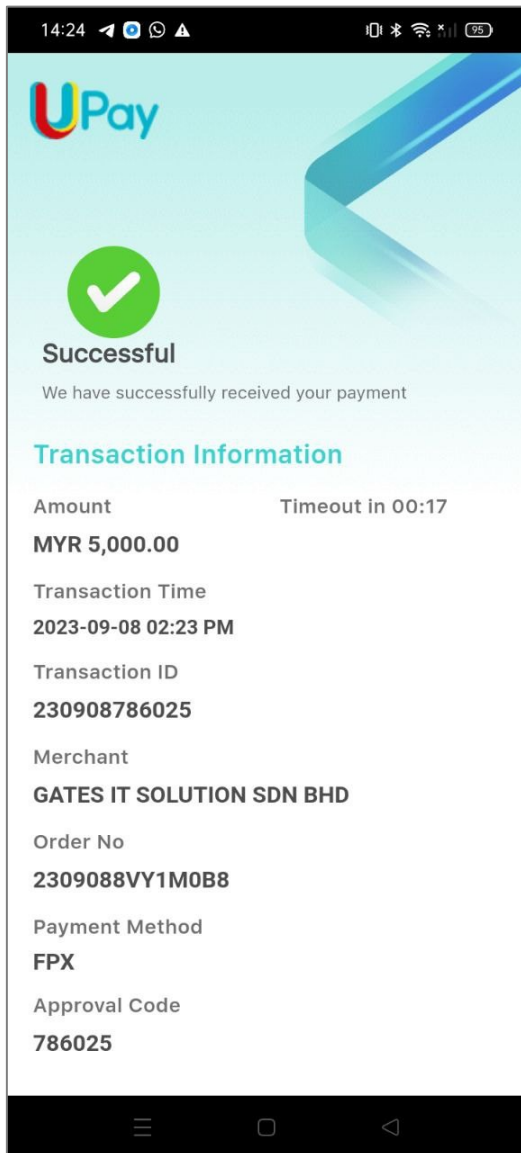 14:24
95
UPay
Successful
We have successfully received your payment
Transaction Information
Amount
Timeout in 00:17
MYR 5,000.00
Transaction Time
2023-09-08 02:23 PM
Transaction ID
230908786025
Merchant
GATES IT SOLUTION SDN BHD
Order No
2309088VY1M0B8
Payment Method
FPX
Approval Code
786025